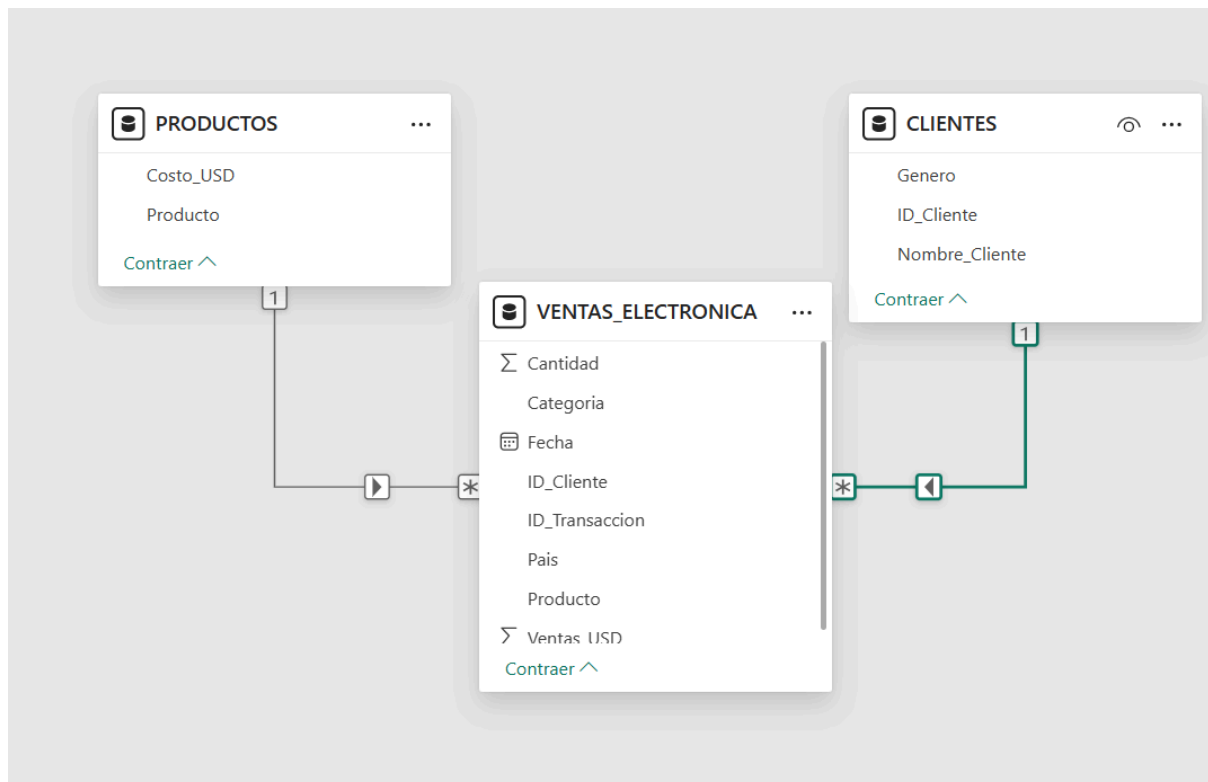 PRODUCTOS
...
Costo_USD
Producto
Contraer
1
CLIENTES
...
Genero
ID_Cliente
Nombre_Cliente
Contraer
1
VENTAS_ELECTRONICA
...
Σ Cantidad
Categoria
Fecha
ID_Cliente
ID_Transaccion
Pais
Producto
Σ Ventas_USD
Contraer
*
*